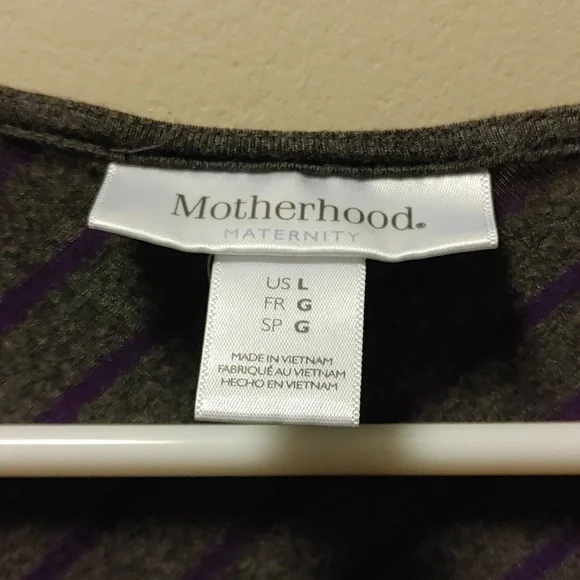 Motherhood®
MATERNITY
US L
FR G
SP G
MADE IN VIETNAM
FABRIQUÉ AU VIETNAM
HECHO EN VIETNAM